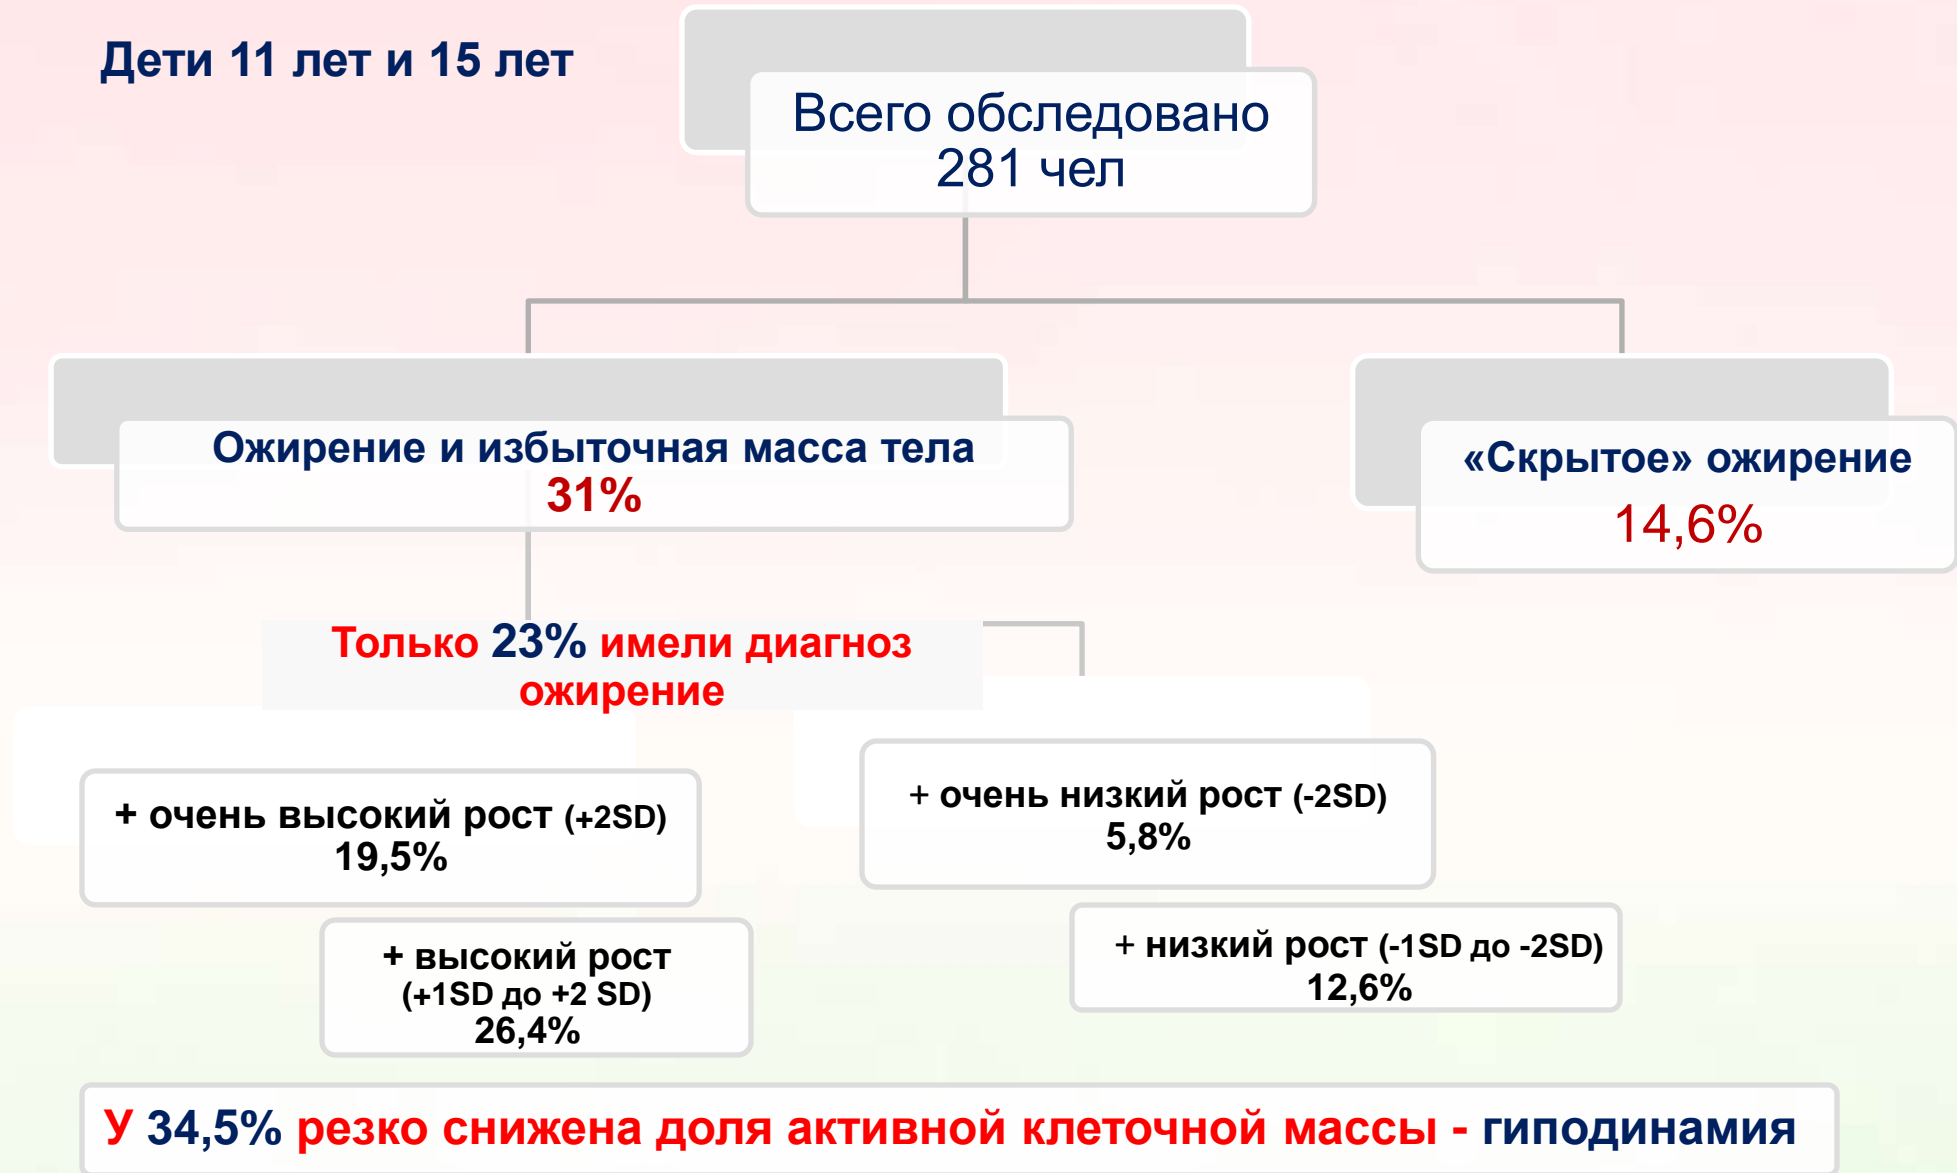 Дети 11 лет и 15 лет
Всего обследовано
281 чел
Ожирение и избыточная масса тела
31%
«Скрытое» ожирение
14,6%
Только 23% имели диагноз
ожирение
+ очень высокий рост (+2SD)
19,5%
+ очень низкий рост (-2SD)
5,8%
+ высокий рост
(+1SD до +2 SD)
26,4%
+ низкий рост (-1SD до -2SD)
12,6%
У 34,5% резко снижена доля активной клеточной массы - гиподинамия